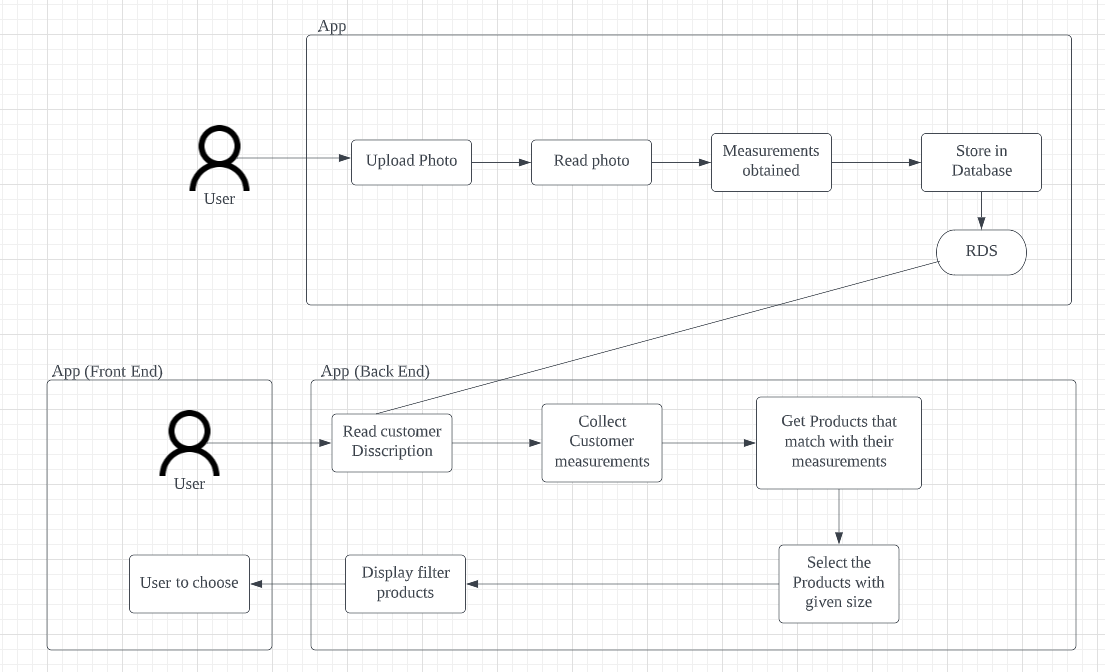 App
User
Upload Photo
Read photo
Measurements
obtained
Store in
Database
RDS
App (Front End)
App (Back End)
User
Read customer
Disscription
Collect
Customer
measurements
Get Products that
match with their
measurements
User to choose
Display filter
products
Select the
Products with
given size